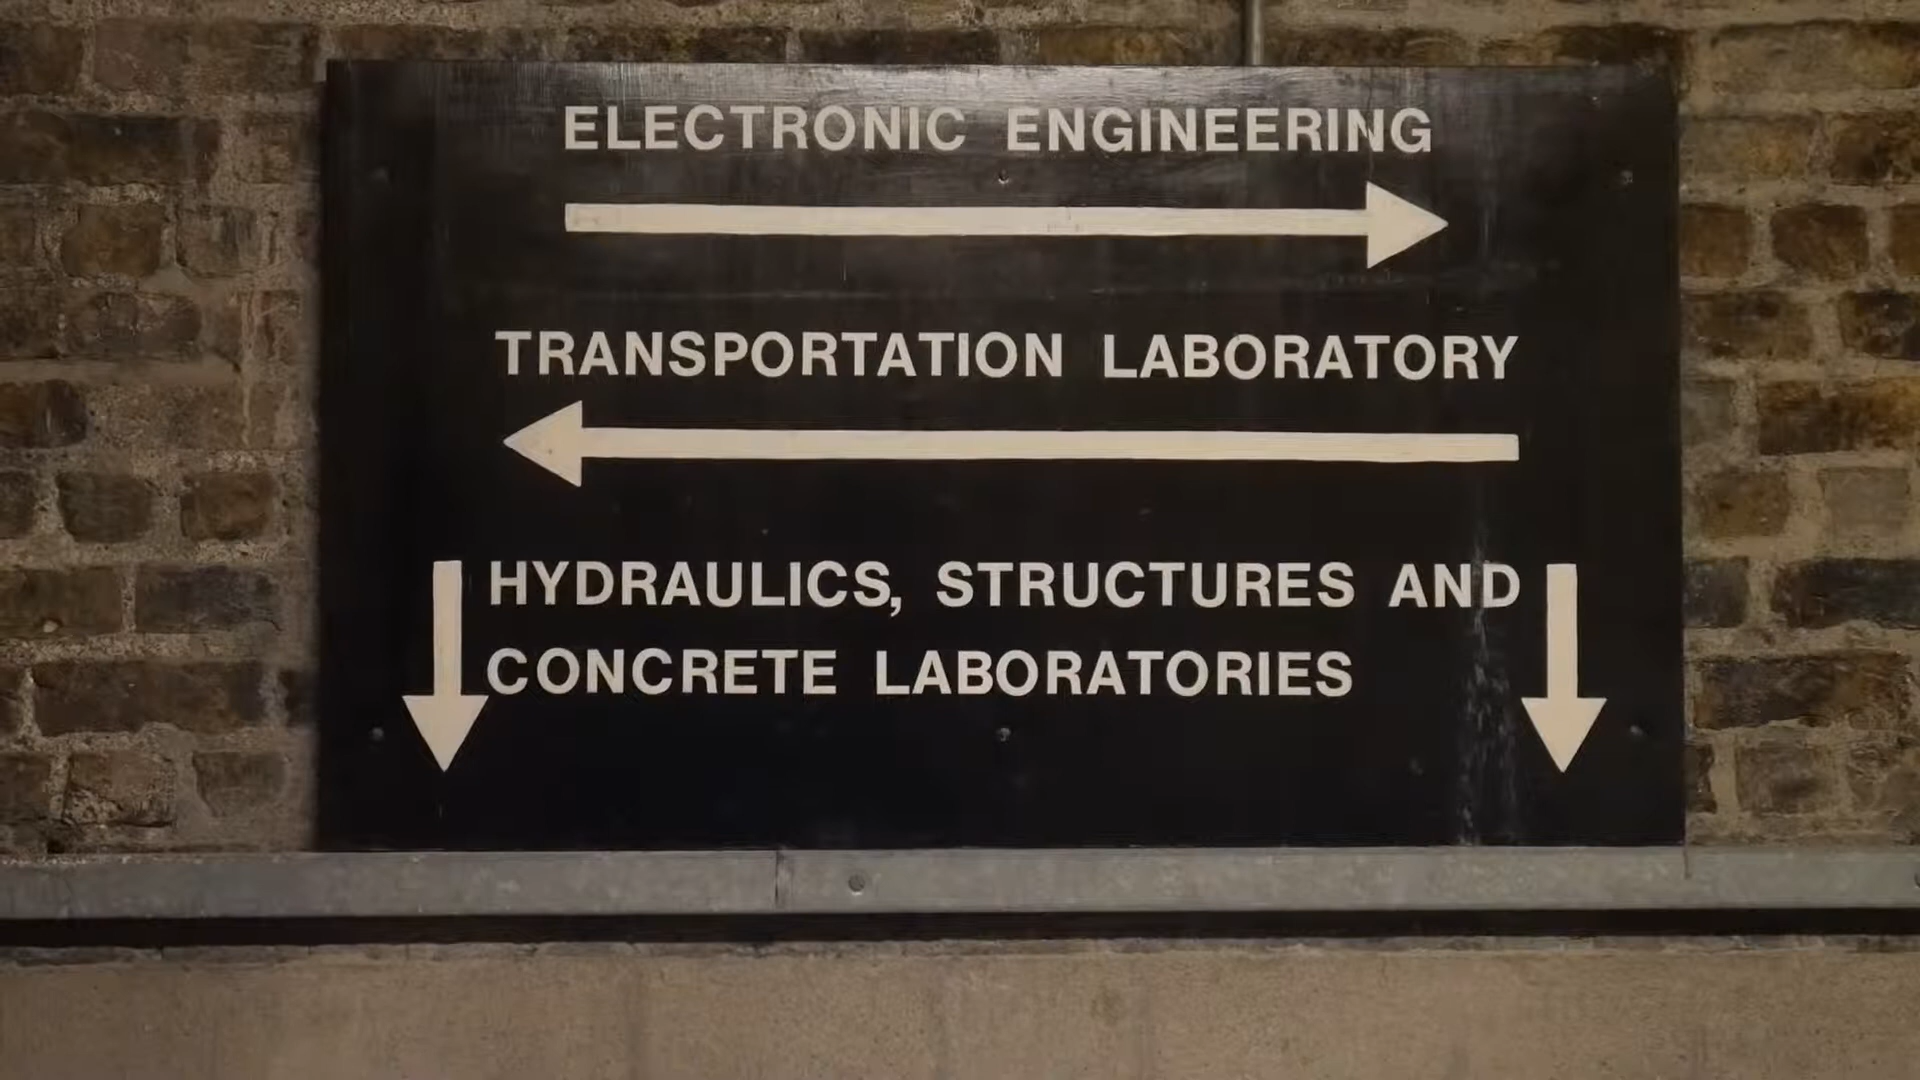 ELECTRONIC ENGINEERING
TRANSPORTATION LABORATORY
HYDRAULICS, STRUCTURES AND
CONCRETE LABORATORIES